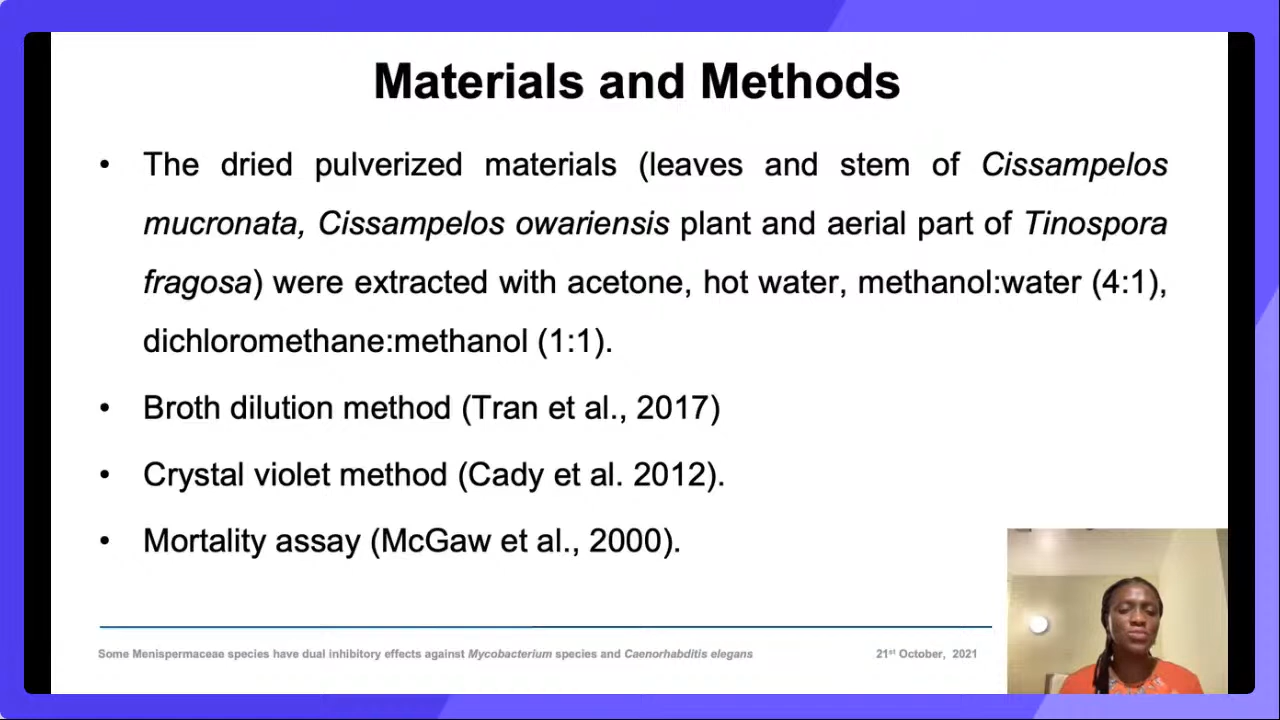 Materials and Methods
• The dried pulverized materials (leaves and stem of Cissampelos
mucronata, Cissampelos owariensis plant and aerial part of Tinospora
fragosa) were extracted with acetone, hot water, methanol:water (4:1),
dichloromethane:methanol (1:1).
• Broth dilution method (Tran et al., 2017)
• Crystal violet method (Cady et al. 2012).
• Mortality assay (McGaw et al., 2000).
Some Menispermaceae species have dual inhibitory effects against Mycobacterium species and Caenorhabditis elegans
21st October, 2021